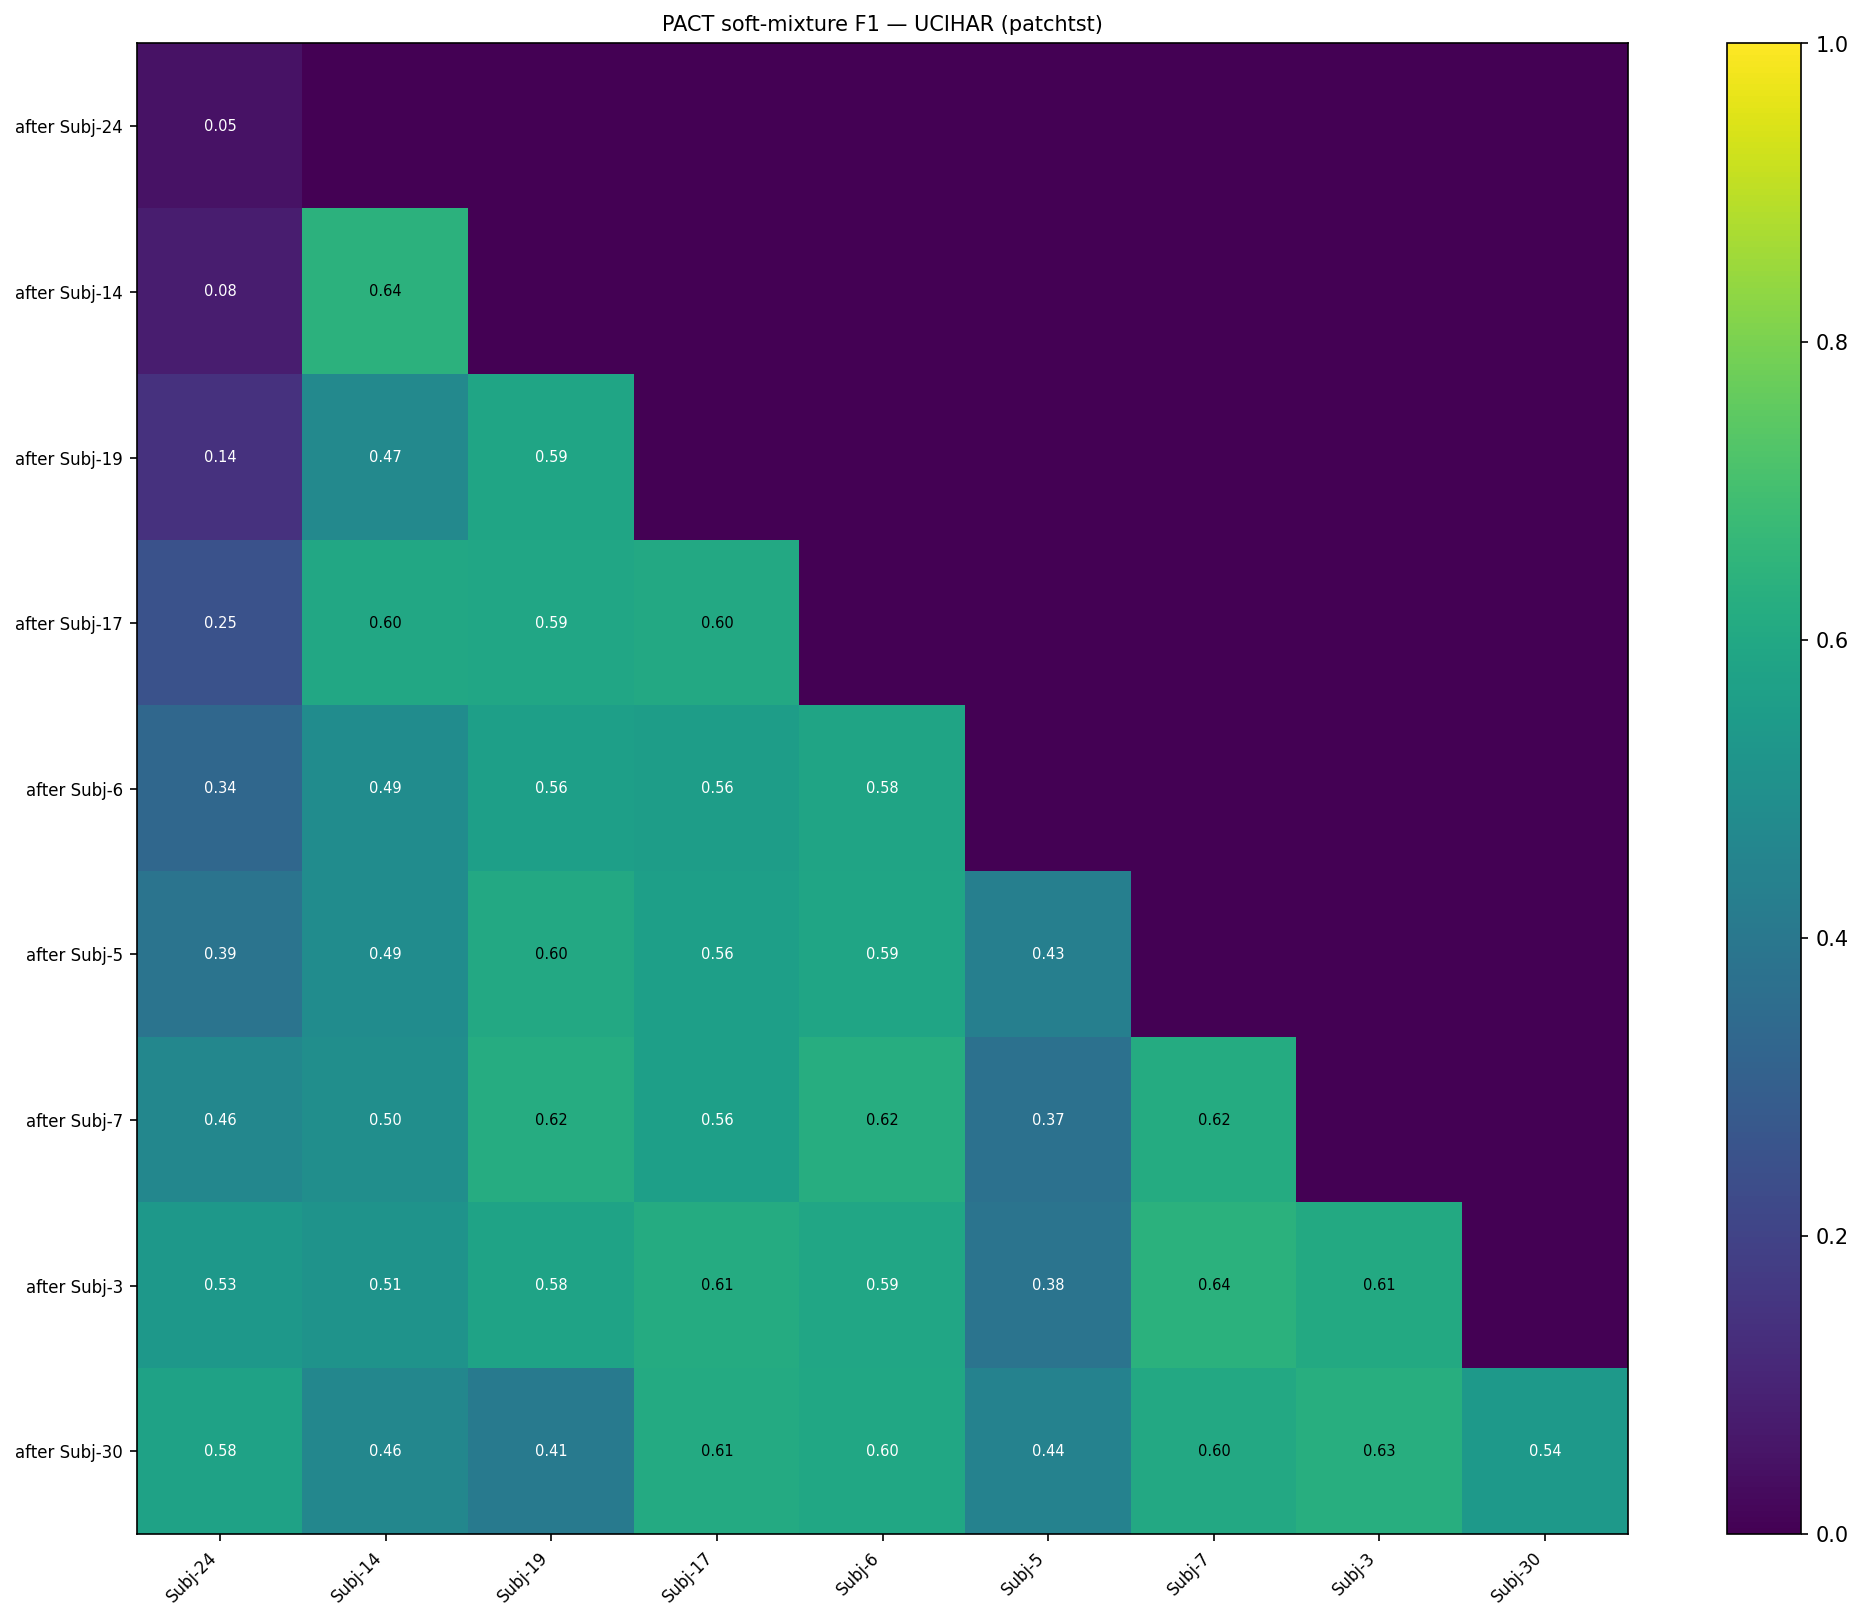 PACT soft-mixture F1 — UCIHAR (patchtst)
after Subj-24 0.05
after Subj-14 0.08 0.64
after Subj-19 0.14 0.47 0.59
after Subj-17 0.25 0.60 0.59 0.60
after Subj-6 0.34 0.49 0.56 0.56 0.58
after Subj-5 0.39 0.49 0.60 0.56 0.59 0.43
after Subj-7 0.46 0.50 0.62 0.56 0.62 0.37 0.62
after Subj-3 0.53 0.51 0.58 0.61 0.59 0.38 0.64 0.61
after Subj-30 0.58 0.46 0.41 0.61 0.60 0.44 0.60 0.63 0.54
Subj-24 Subj-14 Subj-19 Subj-17 Subj-6 Subj-5 Subj-7 Subj-3 Subj-30
1.0
0.8
0.6
0.4
0.2
0.0